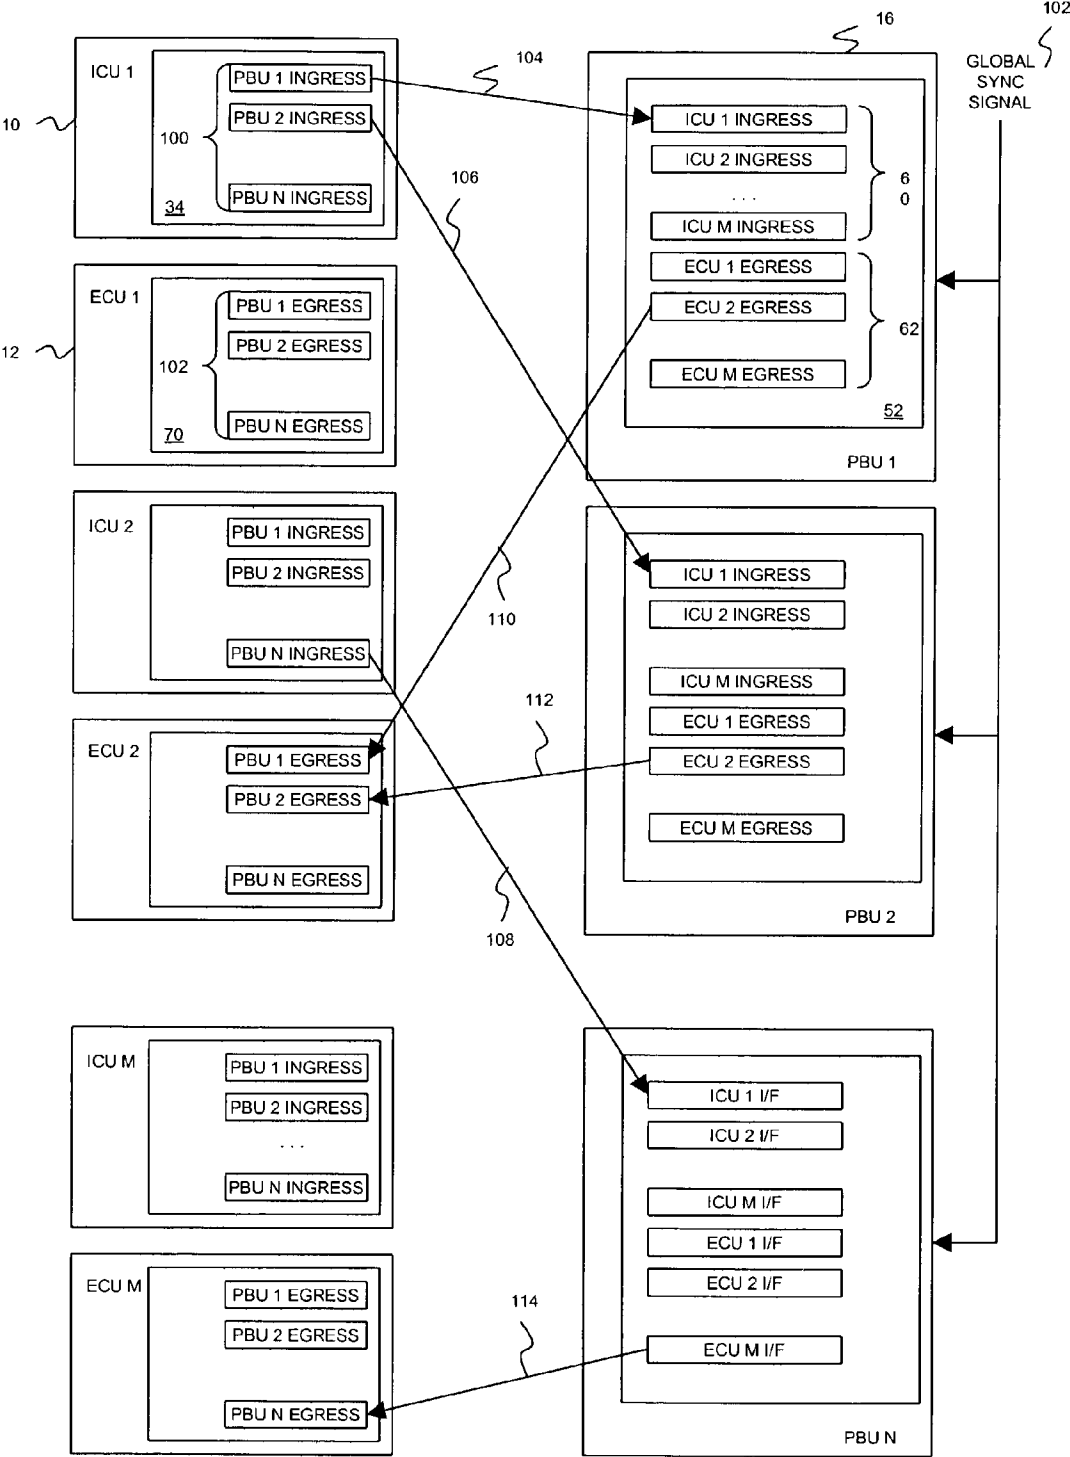 102
16
GLOBAL
SYNC
SIGNAL
ICU 1
10
100
34
PBU 1 INGRESS
PBU 2 INGRESS
PBU N INGRESS
104
106
ICU 1 INGRESS
ICU 2 INGRESS
. . .
ICU M INGRESS
6
0
ECU 1 EGRESS
ECU 2 EGRESS
ECU M EGRESS
62
52
PBU 1
ECU 1
12
102
70
PBU 1 EGRESS
PBU 2 EGRESS
PBU N EGRESS
ICU 2
PBU 1 INGRESS
PBU 2 INGRESS
PBU N INGRESS
110
ICU 1 INGRESS
ICU 2 INGRESS
ICU M INGRESS
ECU 1 EGRESS
ECU 2 EGRESS
ECU M EGRESS
PBU 2
112
ECU 2
PBU 1 EGRESS
PBU 2 EGRESS
PBU N EGRESS
108
ICU M
PBU 1 INGRESS
PBU 2 INGRESS
. . .
PBU N INGRESS
ICU 1 I/F
ICU 2 I/F
ICU M I/F
ECU 1 I/F
ECU 2 I/F
ECU M I/F
PBU N
ECU M
PBU 1 EGRESS
PBU 2 EGRESS
PBU N EGRESS
114